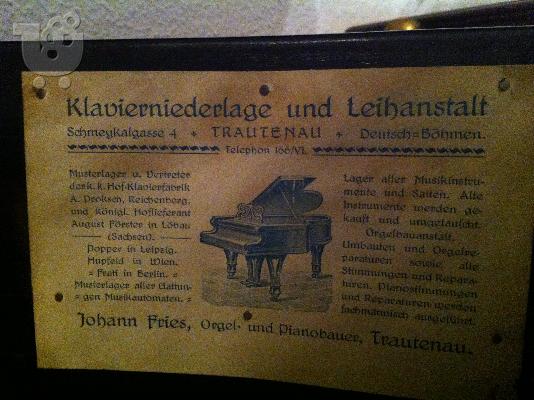 Klavierniederlage und Leihanstalt
Schmeykalgasse 4 + TRAUTENAU + Deutsch=Böhmen.
Telephon 166/VI.
Musterlager u. Vertreter
der k. k. Hof-Klavierfabrik
A. Proksch, Reichenberg,
und königl. Hoflieferant
August Förster in Löbau
(Sachsen).
Popper in Leipzig.
Hupfeld in Wien.
= Frati in Berlin. =
Musterlager aller Gattun-
gen Musikautomaten.
Lager aller Musikinstru-
mente und Saiten. Alte
Instrumente werden ge-
kauft und umgetauscht.
Orgelbauanstalt.
Umbauten und Orgelre-
paraturen sowie alle
Stimmungen und Repara-
turen. Pianostimmungen
und Reparaturen werden
fachmännisch ausgeführt.
Johann Fries, Orgel- und Pianobauer, Trautenau.